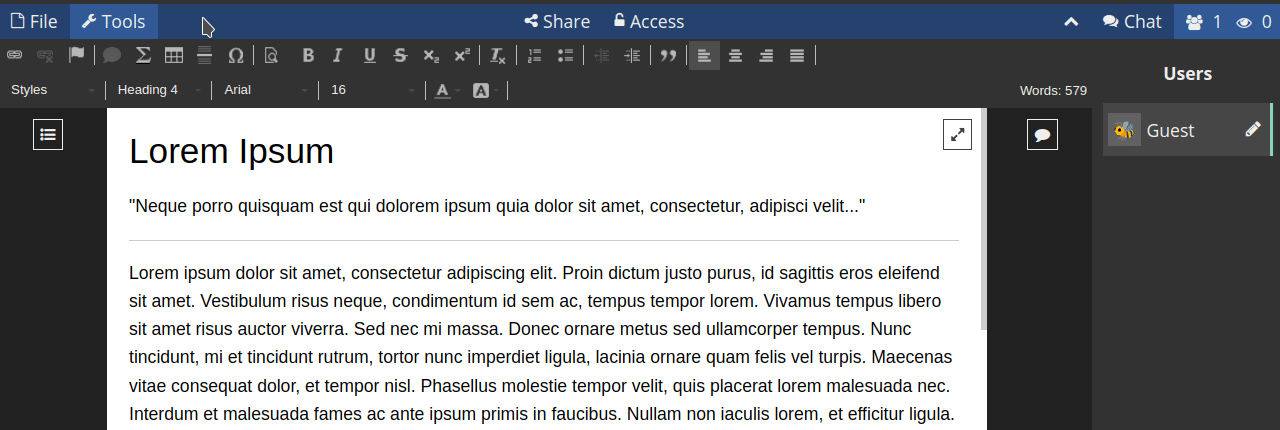 File Tools Share Access Chat 1 0
Styles Heading 4 Arial 16 Words: 579
Users
Guest
Lorem Ipsum
"Neque porro quisquam est qui dolorem ipsum quia dolor sit amet, consectetur, adipisci velit..."
Lorem ipsum dolor sit amet, consectetur adipiscing elit. Proin dictum justo purus, id sagittis eros eleifend
sit amet. Vestibulum risus neque, condimentum id sem ac, tempus tempor lorem. Vivamus tempus libero
sit amet risus auctor viverra. Sed nec mi massa. Donec ornare metus sed ullamcorper tempus. Nunc
tincidunt, mi et tincidunt rutrum, tortor nunc imperdiet ligula, lacinia ornare quam felis vel turpis. Maecenas
vitae consequat dolor, et tempor nisl. Phasellus molestie tempor velit, quis placerat lorem malesuada nec.
Interdum et malesuada fames ac ante ipsum primis in faucibus. Nullam non iaculis lorem, et efficitur ligula.